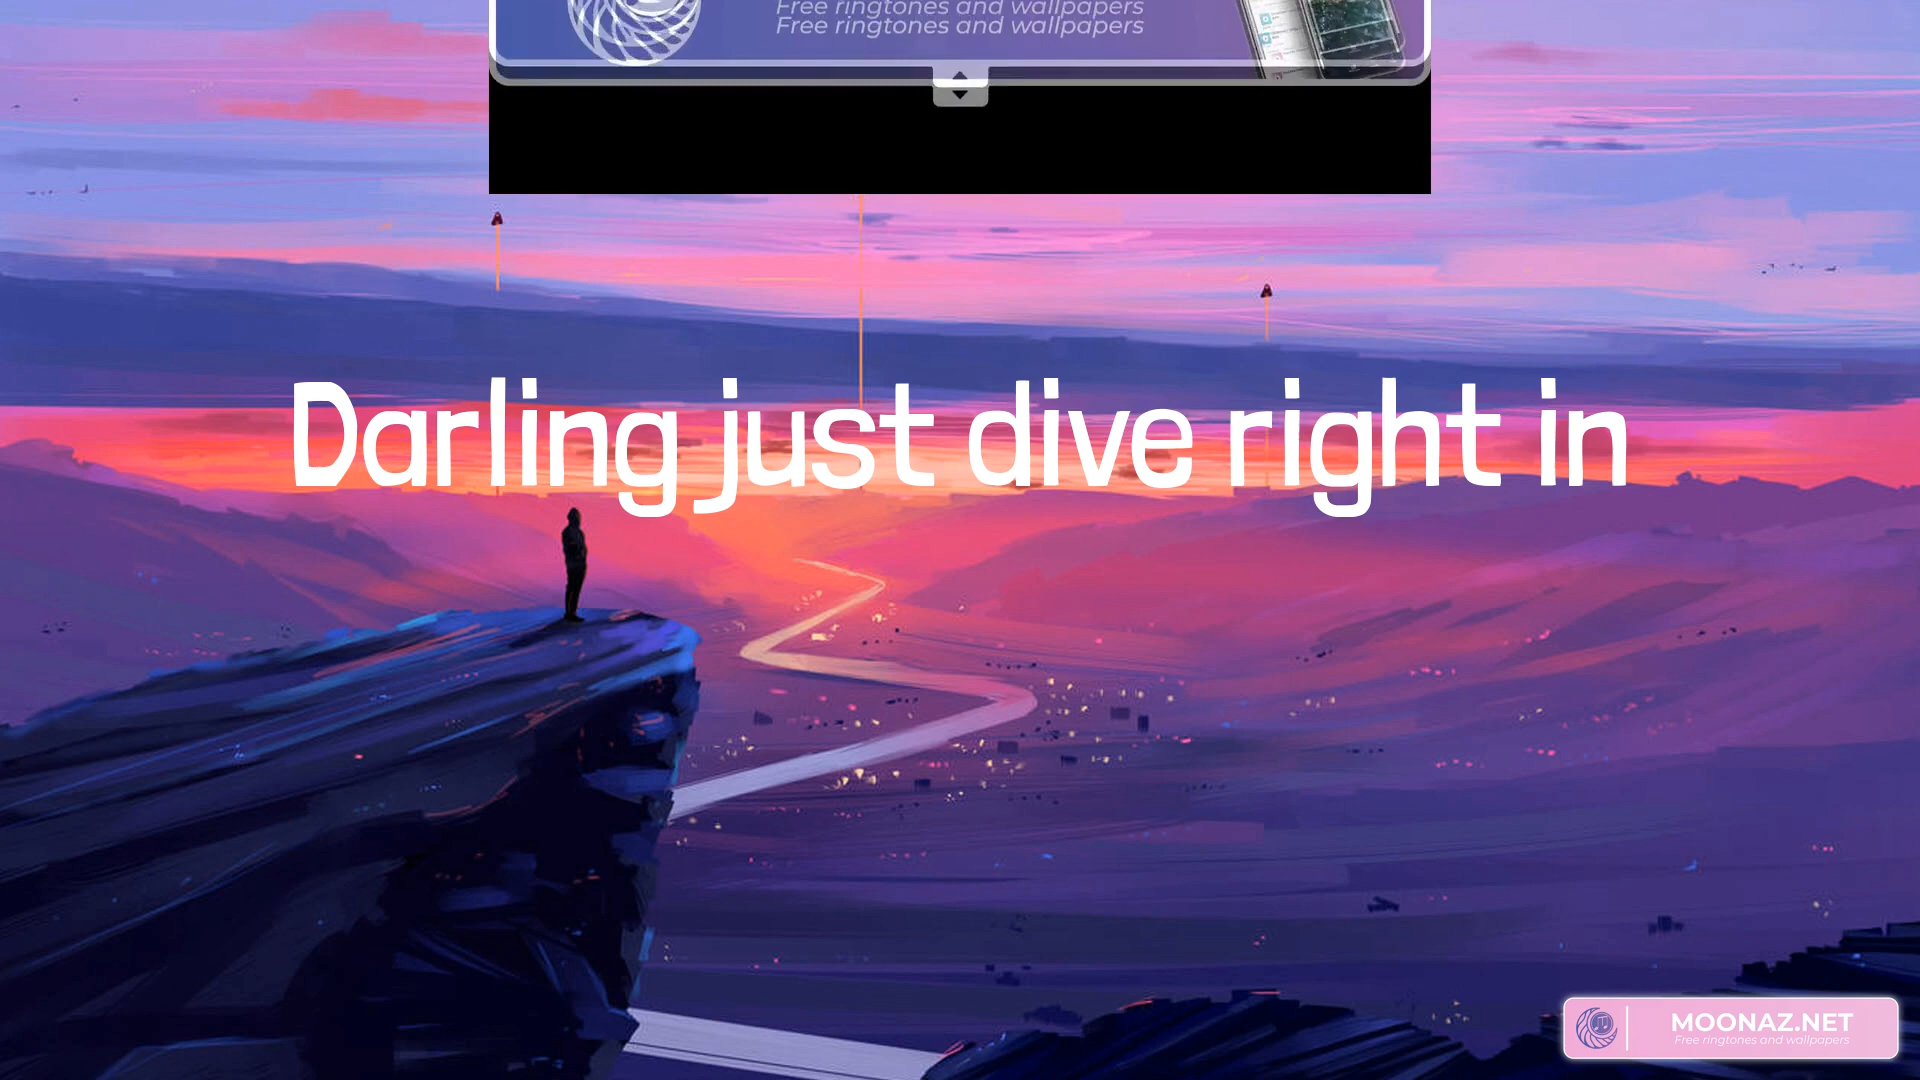 Free ringtones and wallpapers
Free ringtones and wallpapers
Darling just dive right in
MOONAZ.NET
Free ringtones and wallpapers